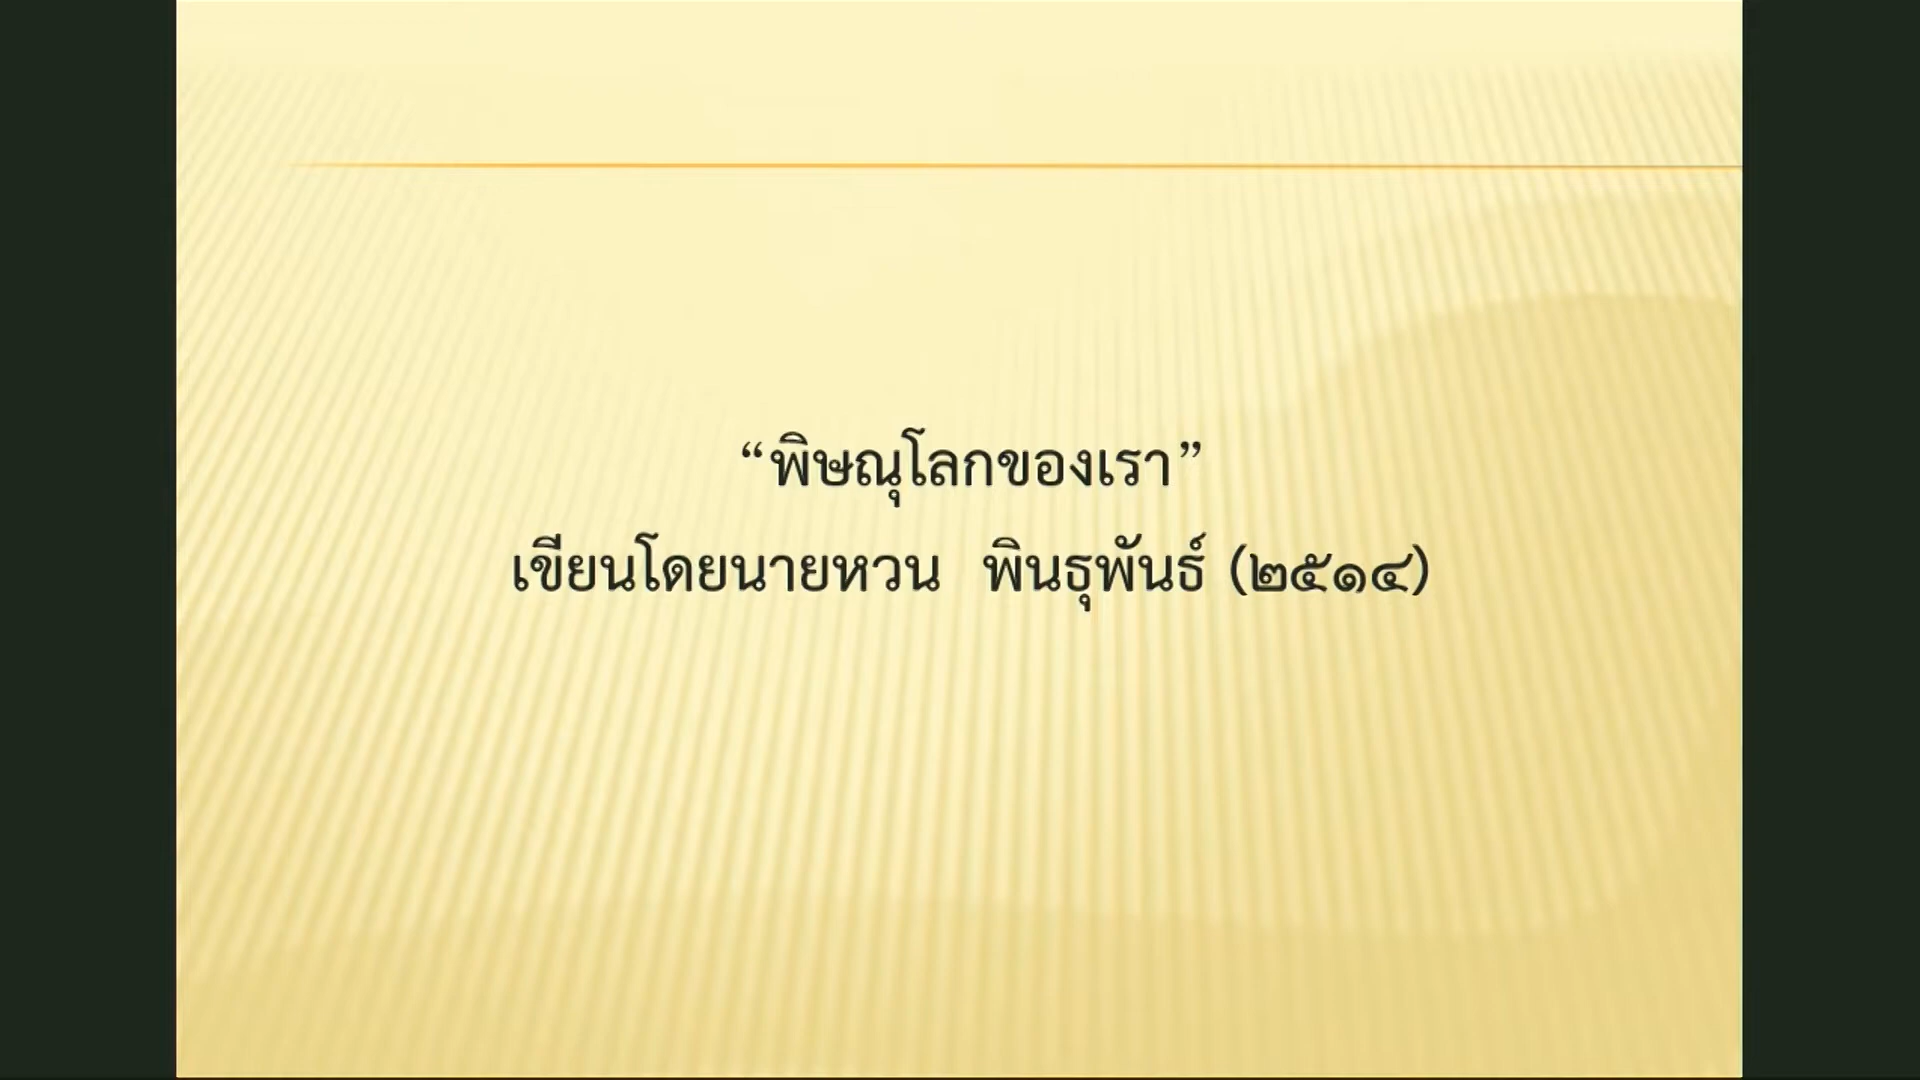 “พิษณุโลกของเรา”
เขียนโดยนายหวน พินธุพันธ์ (๒๕๑๔)